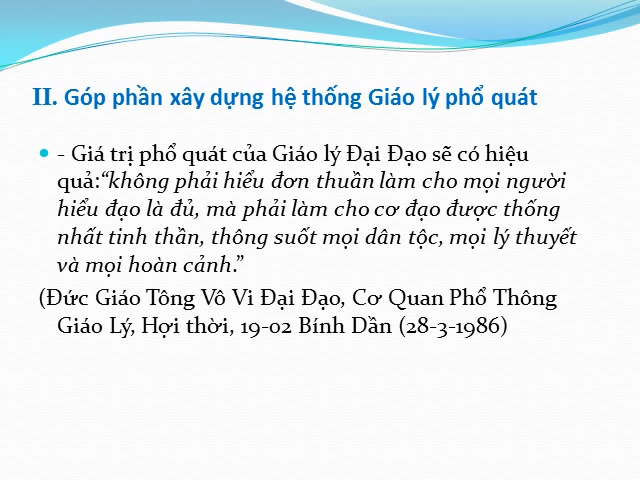 II. Góp phần xây dựng hệ thống Giáo lý phổ quát
- Giá trị phổ quát của Giáo lý Đại Đạo sẽ có hiệu
quả:“không phải hiểu đơn thuần làm cho mọi người
hiểu đạo là đủ, mà phải làm cho cơ đạo được thống
nhất tinh thần, thông suốt mọi dân tộc, mọi lý thuyết
và mọi hoàn cảnh.”
(Đức Giáo Tông Vô Vi Đại Đạo, Cơ Quan Phổ Thông
Giáo Lý, Hợi thời, 19-02 Bính Dần (28-3-1986)